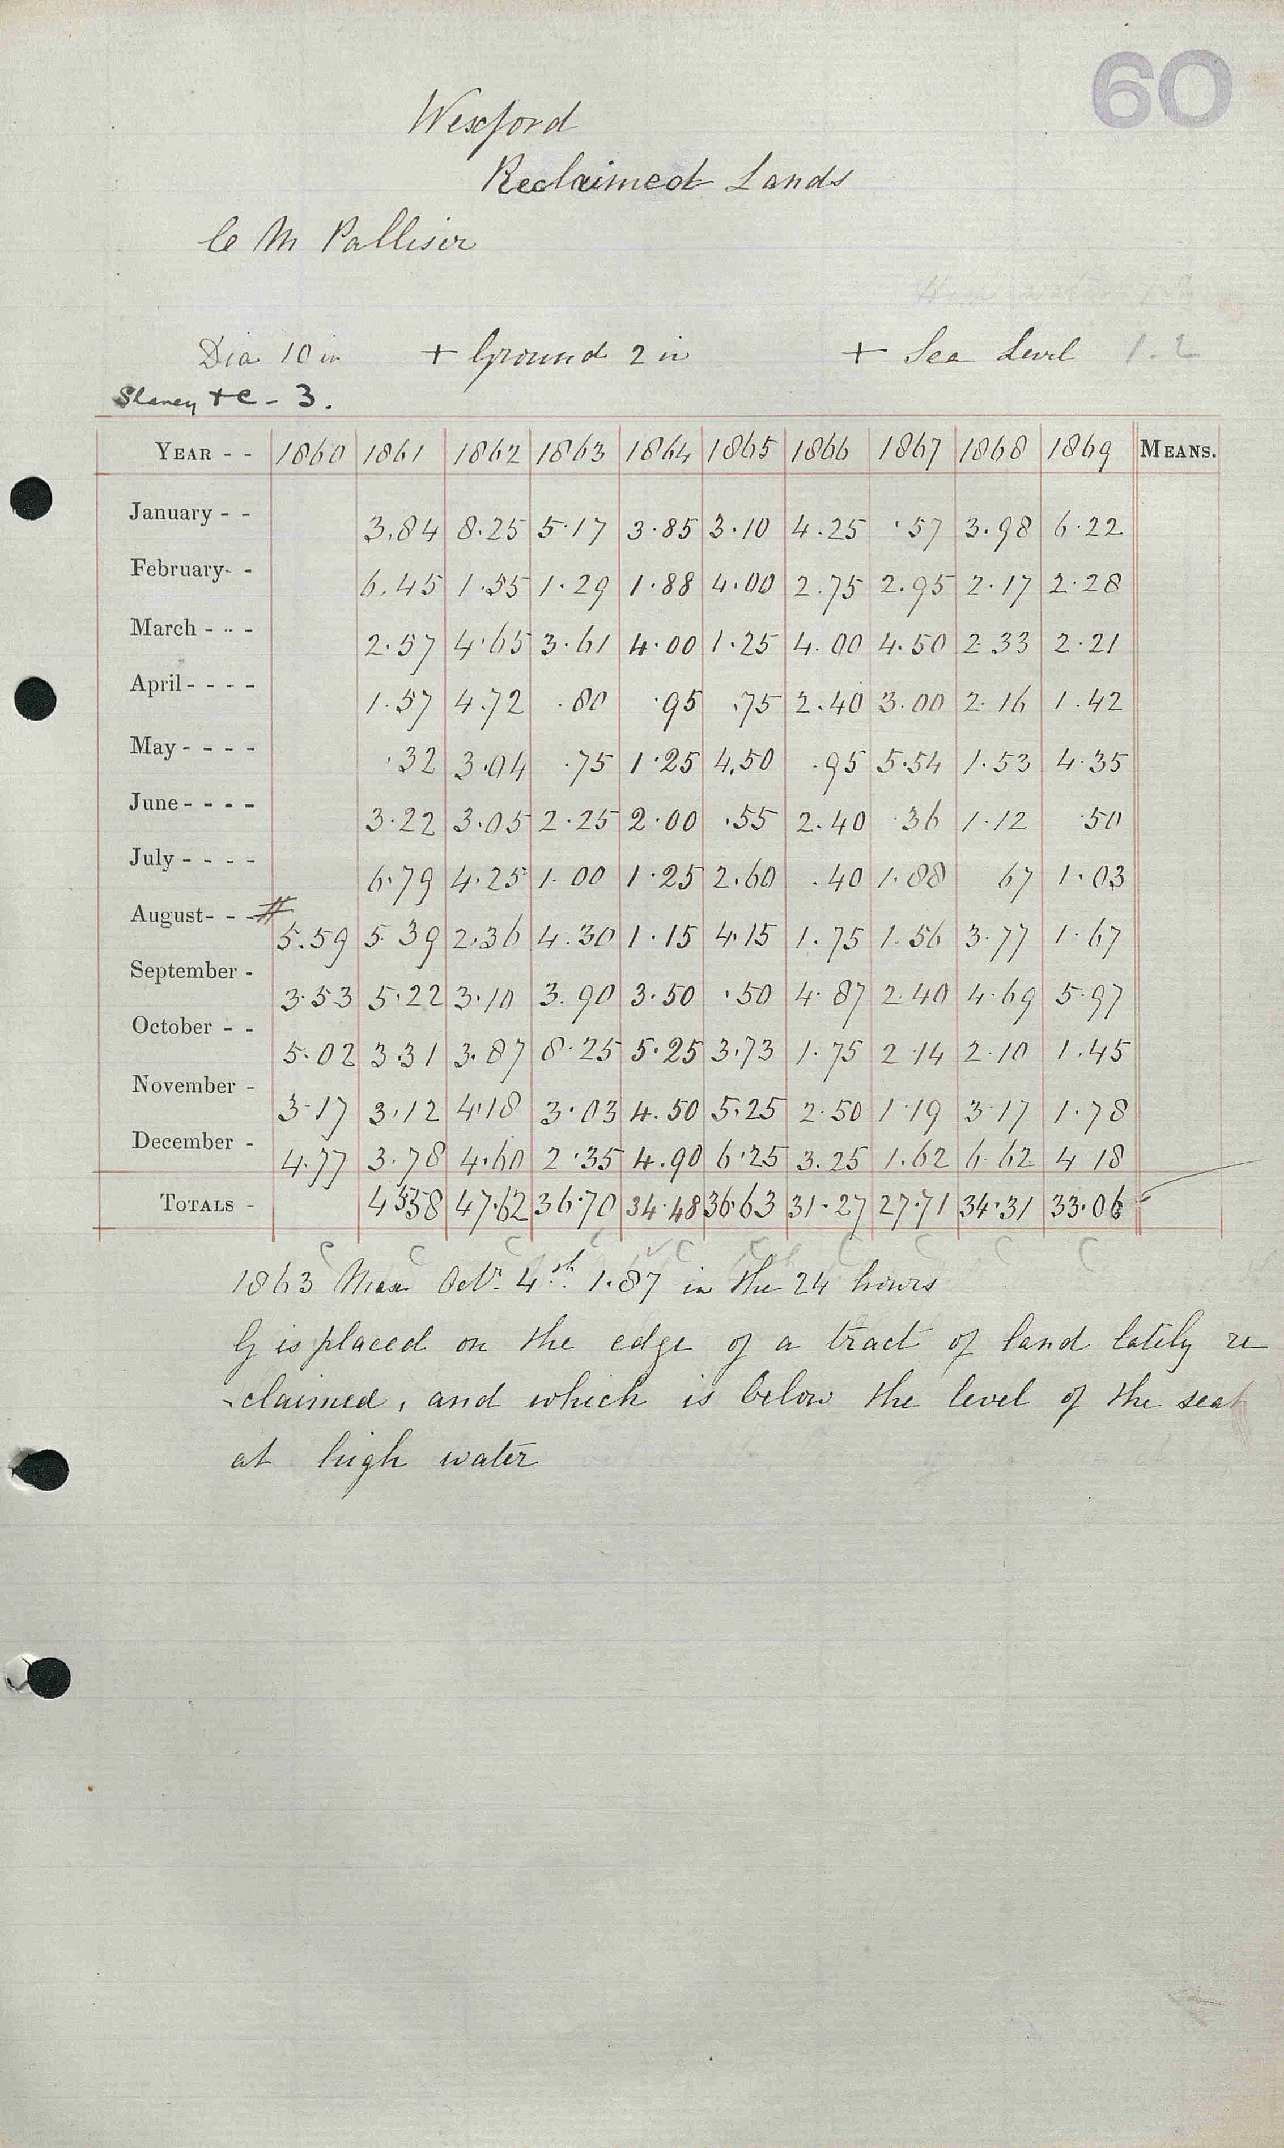 60
Wexford
Reclaimed Lands
C M Palliser
Dia 10 in + Ground 2 in + Sea Level 1.2
Slaney + C - 3.
YEAR - - 1860 1861 1862 1863 1864 1865 1866 1867 1868 1869 MEANS.
January - - 3.84 8.25 5.17 3.85 3.10 4.25 .57 3.98 6.22
February- - 6.45 1.55 1.29 1.88 4.00 2.75 2.95 2.17 2.28
March - - - 2.57 4.65 3.61 4.00 1.25 4.00 4.50 2.33 2.21
April - - - - 1.57 4.72 .80 .95 .75 2.40 3.00 2.16 1.42
May - - - - .32 3.04 .75 1.25 4.50 .95 5.54 1.53 4.35
June - - - - 3.22 3.05 2.25 2.00 .55 2.40 .36 1.12 .50
July - - - - 6.79 4.25 1.00 1.25 2.60 .40 1.88 67 1.03
August- - - # 5.59 5 39 2.36 4.30 1.15 4.15 1.75 1.56 3.77 1.67
September - 3.53 5.22 3.10 3.90 3.50 .50 4.87 2.40 4.69 5.97
October - - 5.02 3.31 3.87 8.25 5.25 3.73 1.75 2.14 2.10 1.45
November - 3.17 3.12 4.18 3.03 4.50 5.25 2.50 1.19 3.17 1.78
December - 4.77 3.78 4.60 2.35 4.90 6.25 3.25 1.62 6.62 4 18
TOTALS - 45.58 47.62 36.70 34.48 36.63 31.27 27.71 34.31 33.06
C C C C C C C C C
1863 Max Octr. 4th. 1.87 in the 24 hours
G is placed on the edge of a tract of land lately re
-claimed, and which is below the level of the sea
at high water